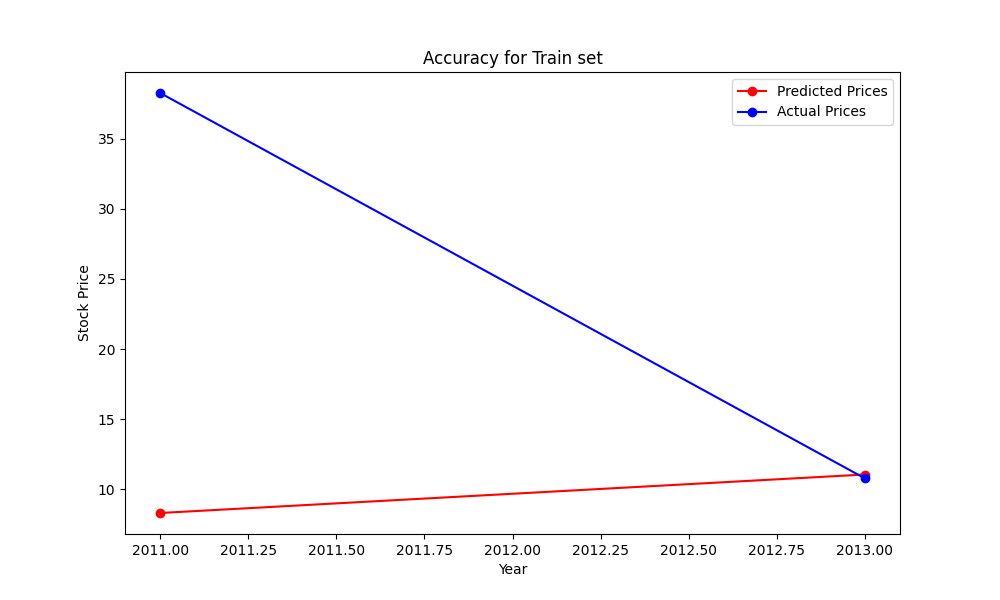 Accuracy for Train set
Predicted Prices
Actual Prices
35
30
25
20
15
10
Stock Price
2011.00 2011.25 2011.50 2011.75 2012.00 2012.25 2012.50 2012.75 2013.00
Year